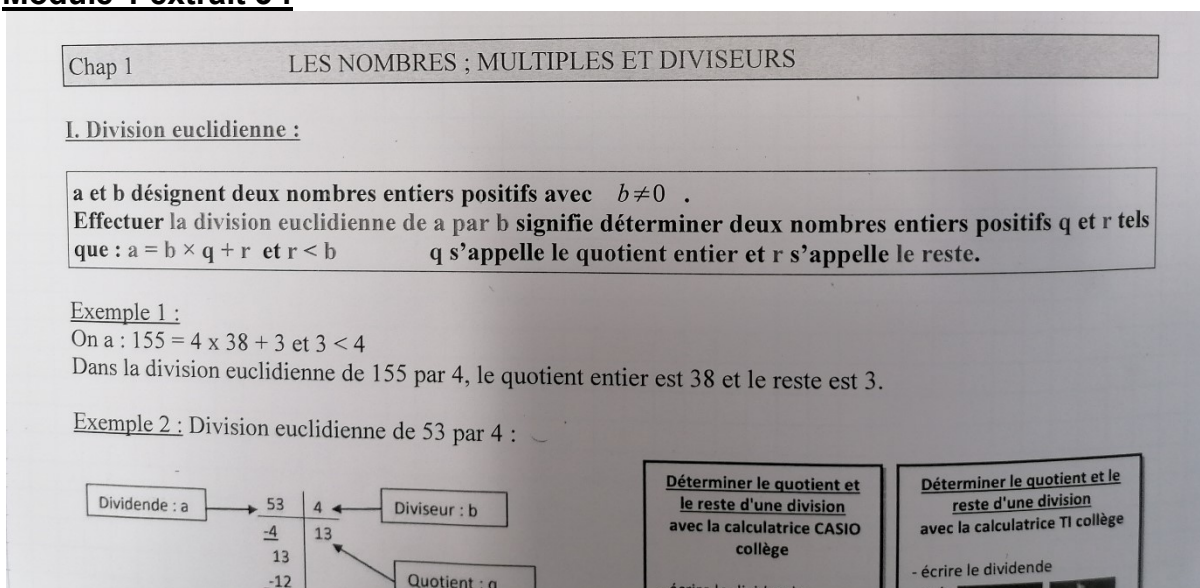 Chap 1 LES NOMBRES ; MULTIPLES ET DIVISEURS
I. Division euclidienne :
a et b désignent deux nombres entiers positifs avec b≠0 .
Effectuer la division euclidienne de a par b signifie déterminer deux nombres entiers positifs q et r tels
que : a = b × q + r et r < b q s'appelle le quotient entier et r s'appelle le reste.
Exemple 1 :
On a : 155 = 4 x 38 + 3 et 3 < 4
Dans la division euclidienne de 155 par 4, le quotient entier est 38 et le reste est 3.
Exemple 2 : Division euclidienne de 53 par 4 :
Dividende : a
53
4
Diviseur : b
-4
13
13
-12
Quotient : q
Déterminer le quotient et
le reste d'une division
avec la calculatrice CASIO
collège
Déterminer le quotient et le
reste d'une division
avec la calculatrice TI collège
- écrire le dividende